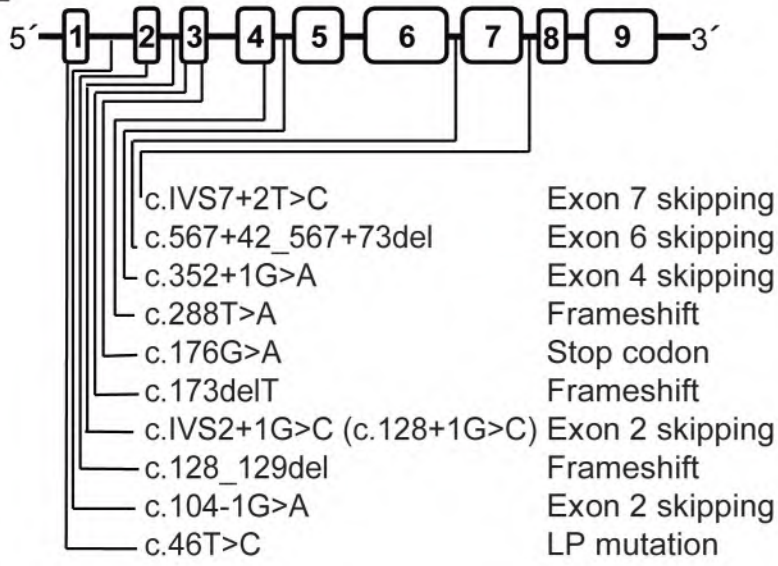 5´ 1 2 3 4 5 6 7 8 9 3´
c.IVS7+2T>C Exon 7 skipping
c.567+42_567+73del Exon 6 skipping
c.352+1G>A Exon 4 skipping
c.288T>A Frameshift
c.176G>A Stop codon
c.173delT Frameshift
c.IVS2+1G>C (c.128+1G>C) Exon 2 skipping
c.128_129del Frameshift
c.104-1G>A Exon 2 skipping
c.46T>C LP mutation